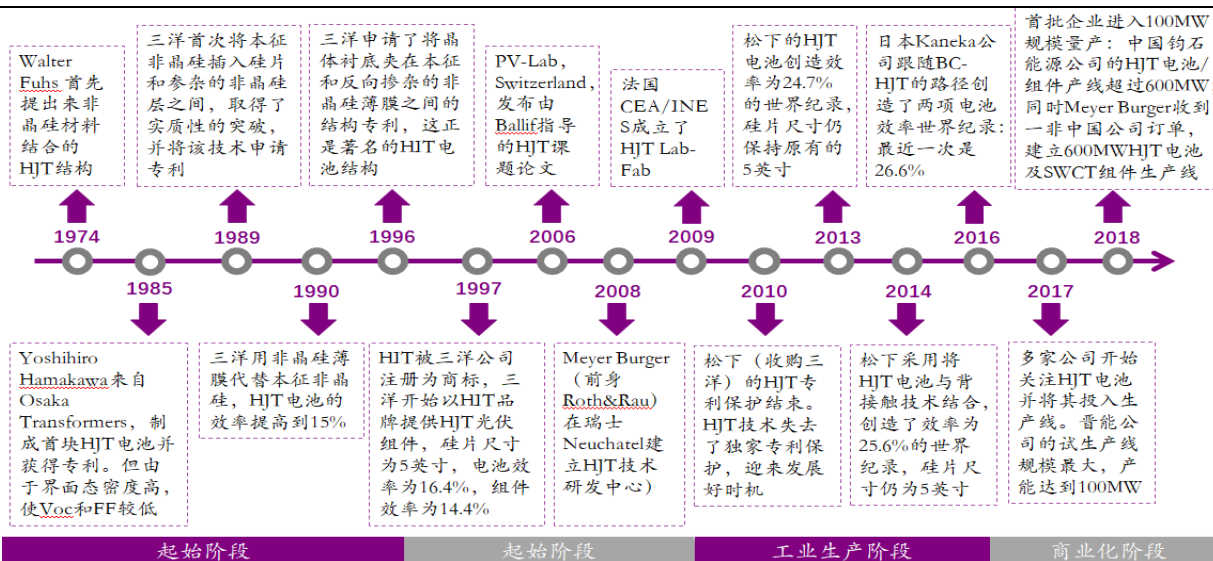 Walter
Fuhs 首先
提出来非
晶硅材料
结合的
HJT结构
三洋首次将本征
非晶硅插入硅片
和参杂的非晶硅
层之间，取得了
实质性的突破，
并将该技术申请
专利
三洋申请了将晶
体衬底夹在本征
和反向掺杂的非
晶硅薄膜之间的
结构专利，这正
是著名的HIT电
池结构
PV-Lab，
Switzerland，
发布由
Ballif指导
的HJT课
题论文
法国
CEA/INE
S成立了
HJT Lab-
Fab
松下的HJT
电池创造效
率为24.7%
的世界纪录，
硅片尺寸仍
保持原有的
5英寸
日本Kaneka公
司跟随BC-
HJT的路径创
造了两项电池
效率世界纪录：
最近一次是
26.6%
首批企业进入100MW
规模量产：中国钧石
能源公司的HJT电池/
组件产线超过600MW；
同时Meyer Burger收到
一非中国公司订单，
建立600MWHJT电池
及SWCT组件生产线
1974
1989
1996
2006
2009
2013
2016
2018
1985
1990
1997
2008
2010
2014
2017
Yoshihiro
Hamakawa来自
Osaka
Transformers，制
成首块HJT电池并
获得专利。但由
于界面态密度高，
使Voc和FF较低
三洋用非晶硅薄
膜代替本征非晶
硅，HJT电池的
效率提高到15%
HIT被三洋公司
注册为商标，三
洋开始以HIT品
牌提供HJT光伏
组件，硅片尺寸
为5英寸，电池效
率为16.4%，组件
效率为14.4%
Meyer Burger
（前身
Roth&Rau）
在瑞士
Neuchatel建
立HJT技术
研发中心）
松下（收购三
洋）的HJT专
利保护结束。
HJT技术失去
了独家专利保
护，迎来发展
好时机
松下采用将
HJT电池与背
接触技术结合，
创造了效率为
25.6%的世界
纪录，硅片尺
寸仍为5英寸
多家公司开始
关注HJT电池
并将其投入生
产线。晋能公
司的试生产线
规模最大，产
能达到100MW
起始阶段
起始阶段
工业生产阶段
商业化阶段